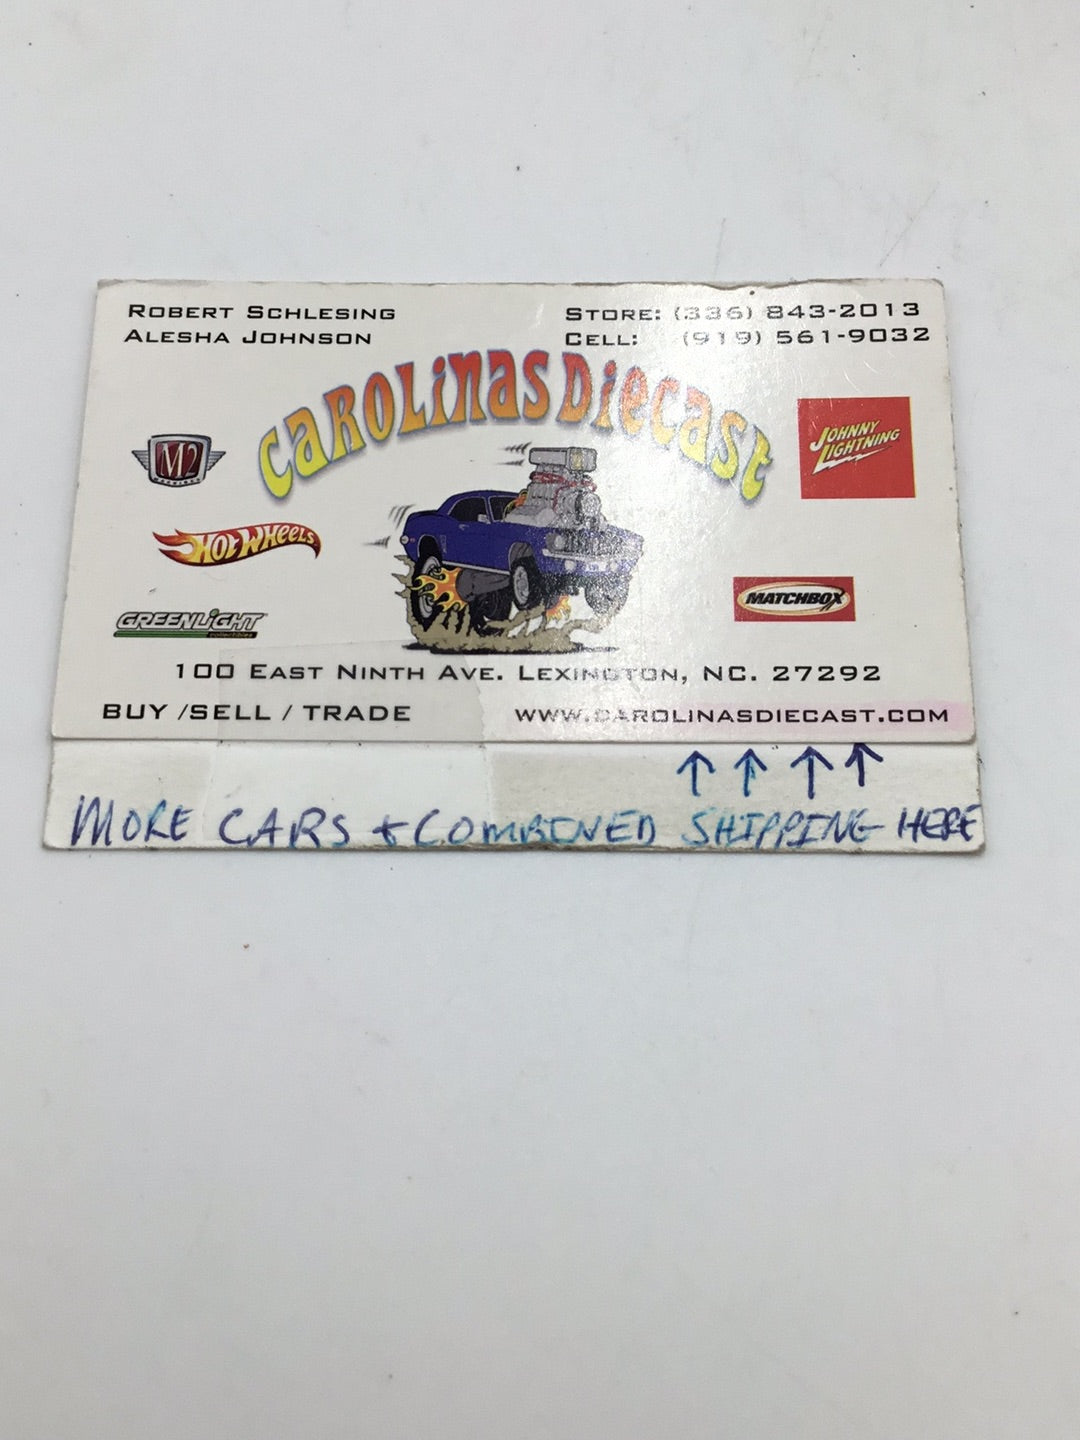 ROBERT SCHLESING
ALESHA JOHNSON
STORE: (336) 843-2013
CELL: (919) 561-9032
CAROLINAS DIECAST
M2
MACHINES
JOHNNY
LIGHTNING
HOT WHEELS
MATCHBOX
GREENLIGHT
collectibles
100 EAST NINTH AVE. LEXINGTON, NC. 27292
BUY /SELL / TRADE
WWW.CAROLINASDIECAST.COM
↑ ↑ ↑ ↑
MORE CARS + COMBINED SHIPPING HERE